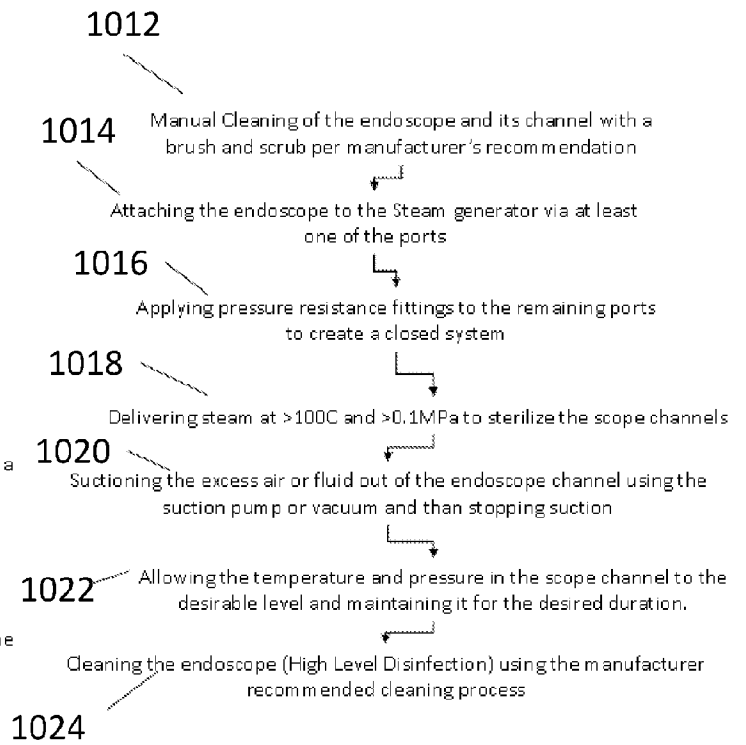 1012
Manual Cleaning of the endoscope and its channel with a
brush and scrub per manufacturer's recommendation
1014
Attaching the endoscope to the Steam generator via at least
one of the ports
1016
Applying pressure resistance fittings to the remaining ports
to create a closed system
1018
Delivering steam at >100C and >0.1MPa to sterilize the scope channels
a
1020
Suctioning the excess air or fluid out of the endoscope channel using the
suction pump or vacuum and than stopping suction
1022
Allowing the temperature and pressure in the scope channel to the
desirable level and maintaining it for the desired duration.
Cleaning the endoscope (High Level Disinfection) using the manufacturer
recommended cleaning process
1024